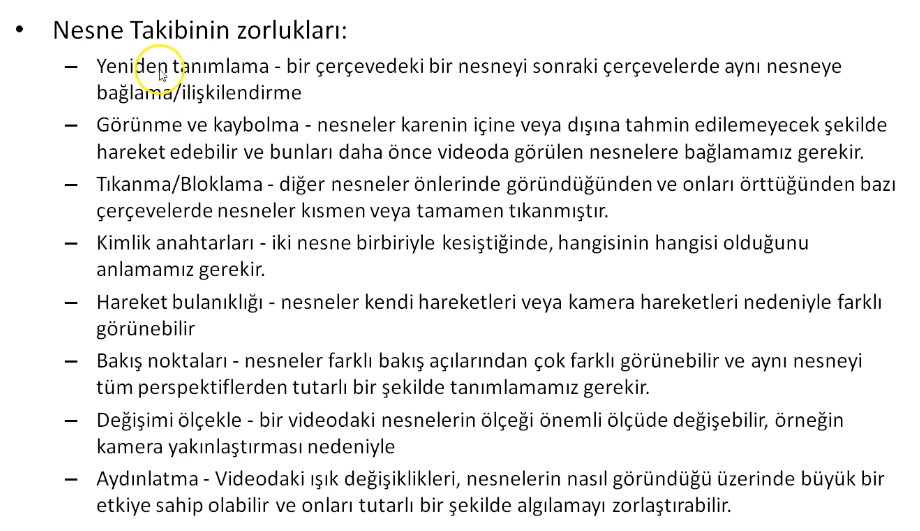 • Nesne Takibinin zorlukları:
– Yeniden tanımlama - bir çerçevedeki bir nesneyi sonraki çerçevelerde aynı nesneye
bağlama/ilişkilendirme
– Görünme ve kaybolma - nesneler karenin içine veya dışına tahmin edilemeyecek şekilde
hareket edebilir ve bunları daha önce videoda görülen nesnelere bağlamamız gerekir.
– Tıkanma/Bloklama - diğer nesneler önlerinde göründüğünden ve onları örttüğünden bazı
çerçevelerde nesneler kısmen veya tamamen tıkanmıştır.
– Kimlik anahtarları - iki nesne birbiriyle kesiştiğinde, hangisinin hangisi olduğunu
anlamamız gerekir.
– Hareket bulanıklığı - nesneler kendi hareketleri veya kamera hareketleri nedeniyle farklı
görünebilir
– Bakış noktaları - nesneler farklı bakış açılarından çok farklı görünebilir ve aynı nesneyi
tüm perspektiflerden tutarlı bir şekilde tanımlamamız gerekir.
– Değişimi ölçekle - bir videodaki nesnelerin ölçeği önemli ölçüde değişebilir, örneğin
kamera yakınlaştırması nedeniyle
– Aydınlatma - Videodaki ışık değişiklikleri, nesnelerin nasıl göründüğü üzerinde büyük bir
etkiye sahip olabilir ve onları tutarlı bir şekilde algılamayı zorlaştırabilir.